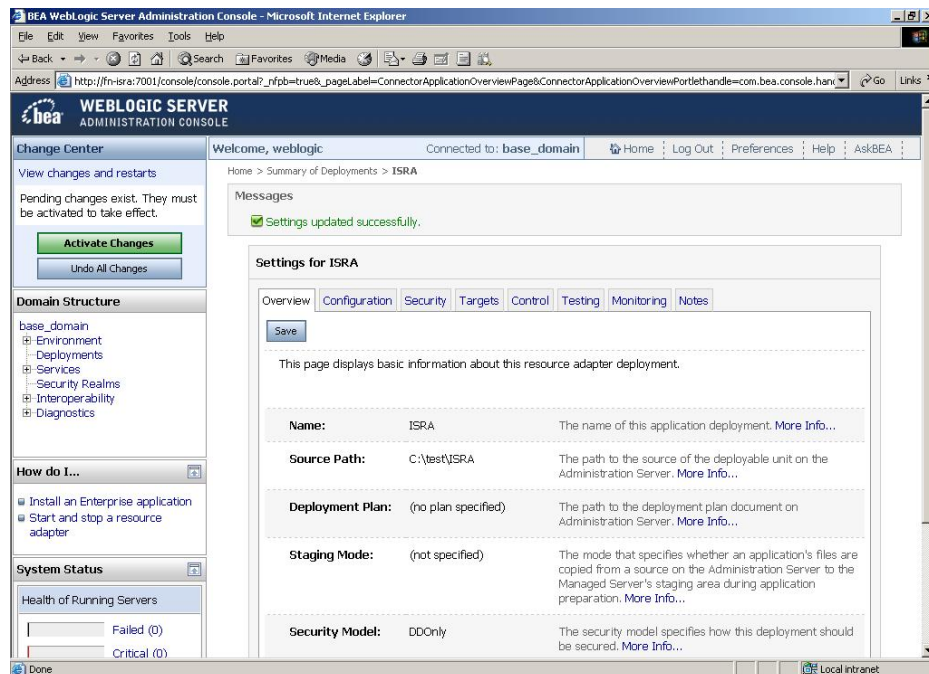 BEA WebLogic Server Administration Console - Microsoft Internet Explorer
File Edit View Favorites Tools Help
Back Search Favorites Media
Address http://fn-isra:7001/console/console.portal?_nfpb=true&_pageLabel=ConnectorApplicationOverviewPage&ConnectorApplicationOverviewPortlethandle=com.bea.console.hand Go Links
bea WEBLOGIC SERVER
ADMINISTRATION CONSOLE
Change Center
View changes and restarts
Pending changes exist. They must
be activated to take effect.
Activate Changes
Undo All Changes
Domain Structure
base_domain
Environment
Deployments
Services
Security Realms
Interoperability
Diagnostics
How do I...
Install an Enterprise application
Start and stop a resource
adapter
System Status
Health of Running Servers
Failed (0)
Critical (0)
Welcome, weblogic Connected to: base_domain Home Log Out Preferences Help AskBEA
Home > Summary of Deployments > ISRA
Messages
Settings updated successfully.
Settings for ISRA
Overview Configuration Security Targets Control Testing Monitoring Notes
Save
This page displays basic information about this resource adapter deployment.
Name: ISRA The name of this application deployment. More Info...
Source Path: C:\test\ISRA The path to the source of the deployable unit on the
Administration Server. More Info...
Deployment Plan: (no plan specified) The path to the deployment plan document on
Administration Server. More Info...
Staging Mode: (not specified) The mode that specifies whether an application's files are
copied from a source on the Administration Server to the
Managed Server's staging area during application
preparation. More Info...
Security Model: DDOnly The security model specifies how this deployment should
be secured. More Info...
Done Local intranet